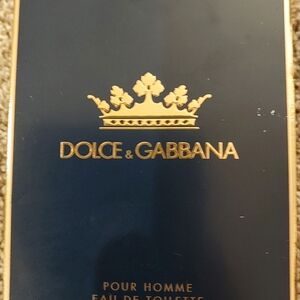 DOLCE & GABBANA
POUR HOMME
EAU DE TOILETTE